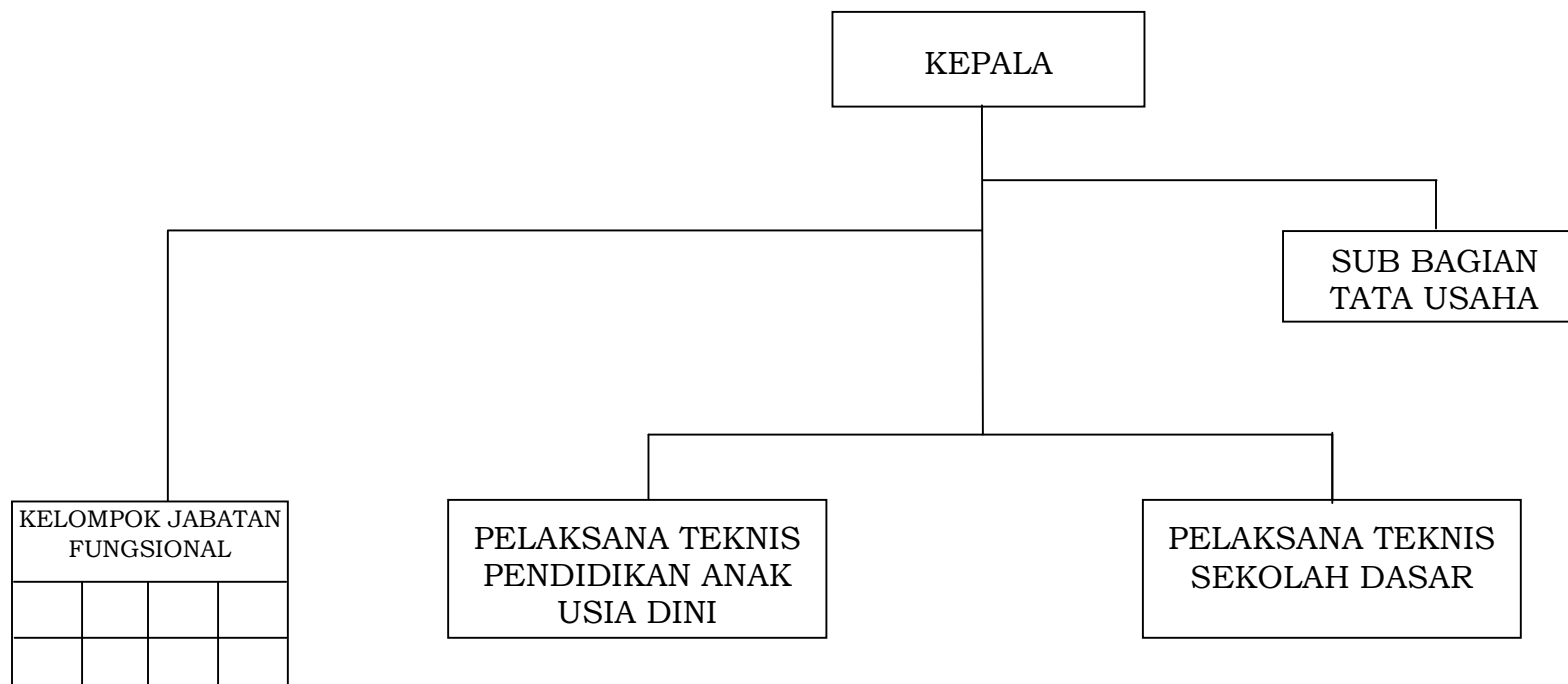 KEPALA
SUB BAGIAN
TATA USAHA
KELOMPOK JABATAN
FUNGSIONAL
PELAKSANA TEKNIS
PENDIDIKAN ANAK
USIA DINI
PELAKSANA TEKNIS
SEKOLAH DASAR